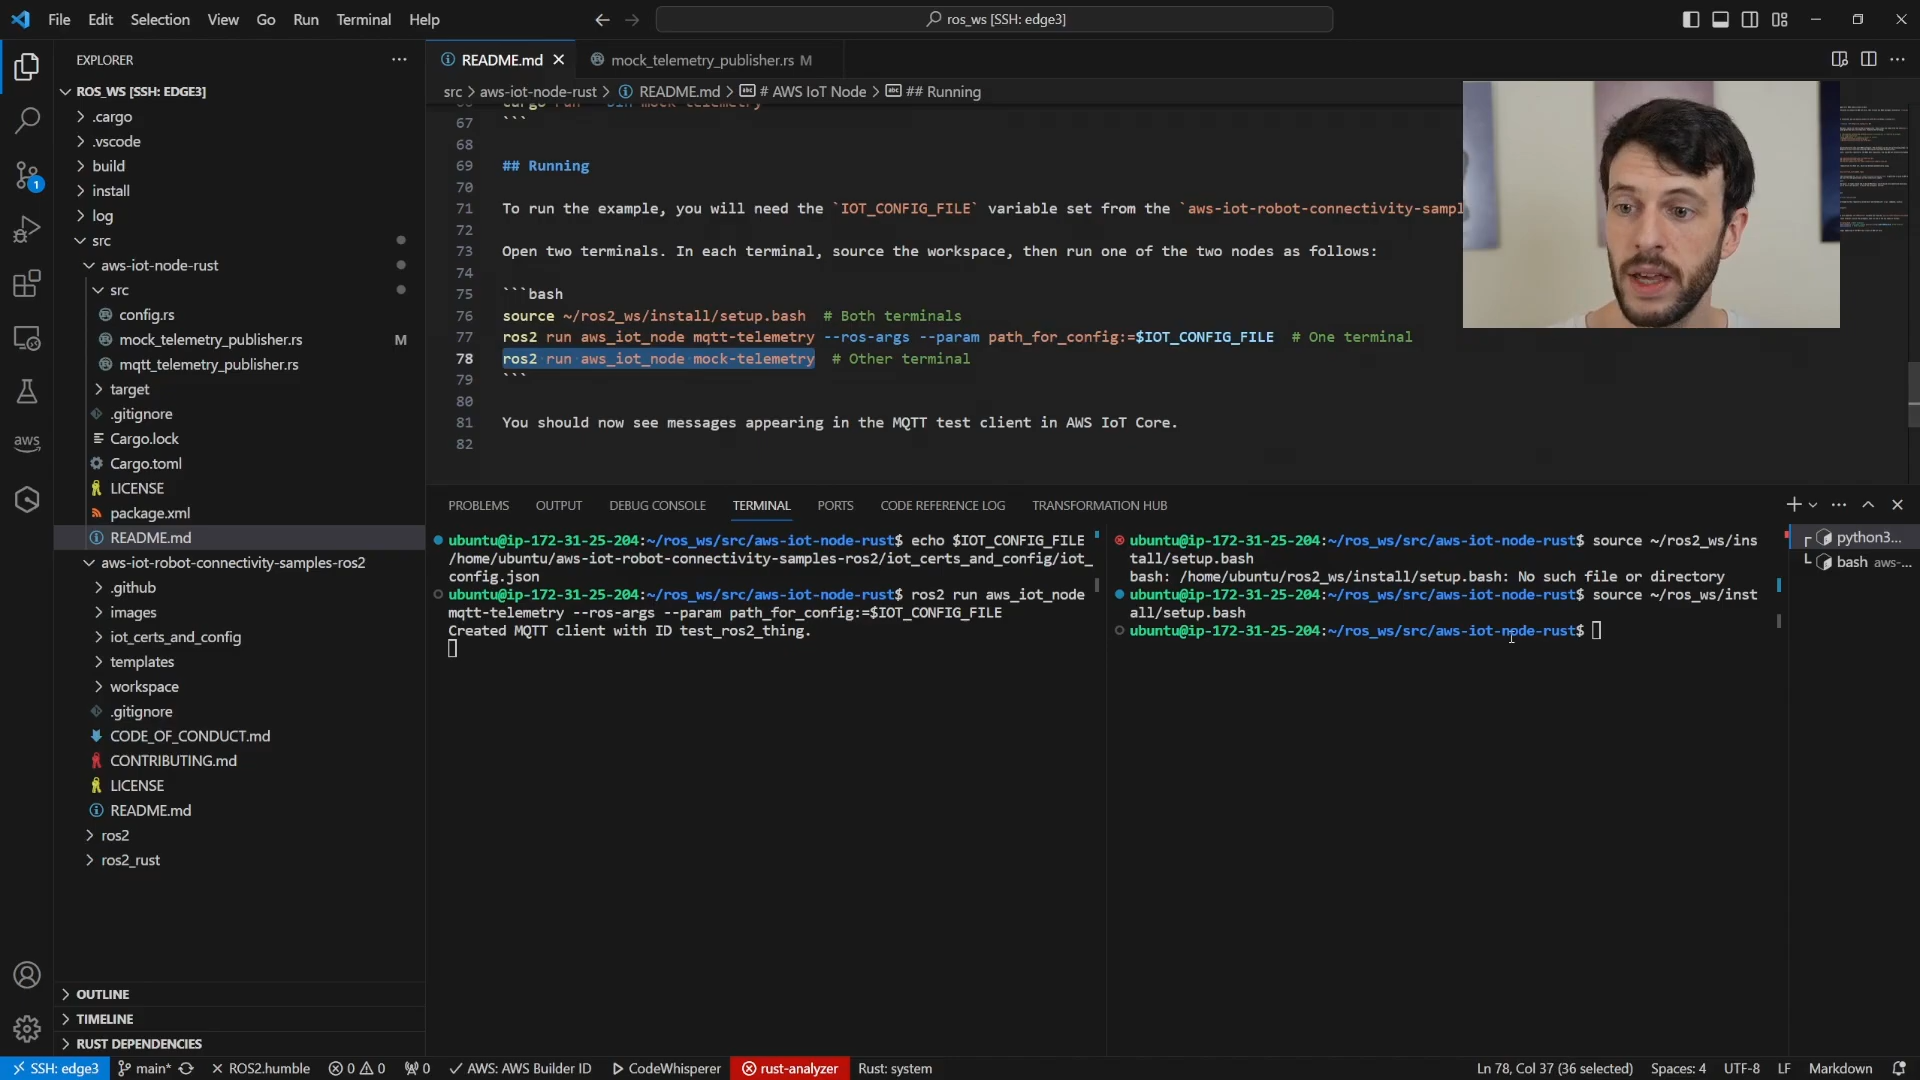 File Edit Selection View Go Run Terminal Help
ros_ws [SSH: edge3]
EXPLORER
ROS_WS [SSH: EDGE3]
.cargo
.vscode
build
install
log
src
aws-iot-node-rust
src
config.rs
mock_telemetry_publisher.rs M
mqtt_telemetry_publisher.rs
target
.gitignore
Cargo.lock
Cargo.toml
LICENSE
package.xml
README.md
aws-iot-robot-connectivity-samples-ros2
.github
images
iot_certs_and_config
templates
workspace
.gitignore
CODE_OF_CONDUCT.md
CONTRIBUTING.md
LICENSE
README.md
ros2
ros2_rust
OUTLINE
TIMELINE
RUST DEPENDENCIES
aws
1
README.md
mock_telemetry_publisher.rs M
src > aws-iot-node-rust > README.md > # AWS IoT Node > ## Running
67 ```
68
69 ## Running
70
71 To run the example, you will need the `IOT_CONFIG_FILE` variable set from the `aws-iot-robot-connectivity-sampl
72
73 Open two terminals. In each terminal, source the workspace, then run one of the two nodes as follows:
74
75 ```bash
76 source ~/ros2_ws/install/setup.bash # Both terminals
77 ros2 run aws_iot_node mqtt-telemetry --ros-args --param path_for_config:=$IOT_CONFIG_FILE # One terminal
78 ros2 run aws_iot_node mock-telemetry # Other terminal
79 ```
80
81 You should now see messages appearing in the MQTT test client in AWS IoT Core.
82
PROBLEMS OUTPUT DEBUG CONSOLE TERMINAL PORTS CODE REFERENCE LOG TRANSFORMATION HUB
ubuntu@ip-172-31-25-204:~/ros_ws/src/aws-iot-node-rust$ echo $IOT_CONFIG_FILE
/home/ubuntu/aws-iot-robot-connectivity-samples-ros2/iot_certs_and_config/iot_
config.json
ubuntu@ip-172-31-25-204:~/ros_ws/src/aws-iot-node-rust$ ros2 run aws_iot_node
mqtt-telemetry --ros-args --param path_for_config:=$IOT_CONFIG_FILE
Created MQTT client with ID test_ros2_thing.
ubuntu@ip-172-31-25-204:~/ros_ws/src/aws-iot-node-rust$ source ~/ros2_ws/ins
tall/setup.bash
bash: /home/ubuntu/ros2_ws/install/setup.bash: No such file or directory
ubuntu@ip-172-31-25-204:~/ros_ws/src/aws-iot-node-rust$ source ~/ros_ws/inst
all/setup.bash
ubuntu@ip-172-31-25-204:~/ros_ws/src/aws-iot-node-rust$
python3...
bash aws-...
SSH: edge3 main* ROS2.humble 0 0 0 AWS: AWS Builder ID CodeWhisperer rust-analyzer Rust: system Ln 78, Col 37 (36 selected) Spaces: 4 UTF-8 LF Markdown